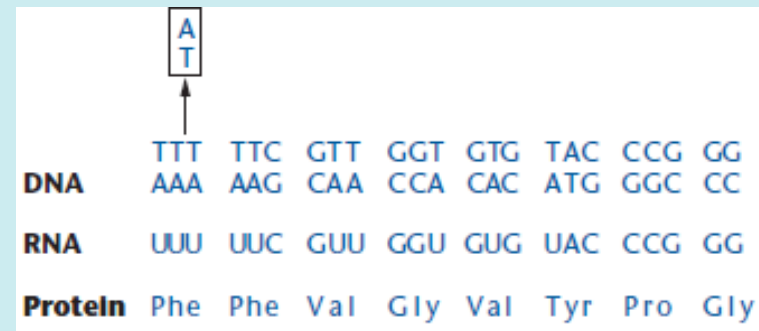 A
T
TTT TTC GTT GGT GTG TAC CCG GG
DNA AAA AAG CAA CCA CAC ATG GGC CC
RNA UUU UUC GUU GGU GUG UAC CCG GG
Protein Phe Phe Val Gly Val Tyr Pro Gly